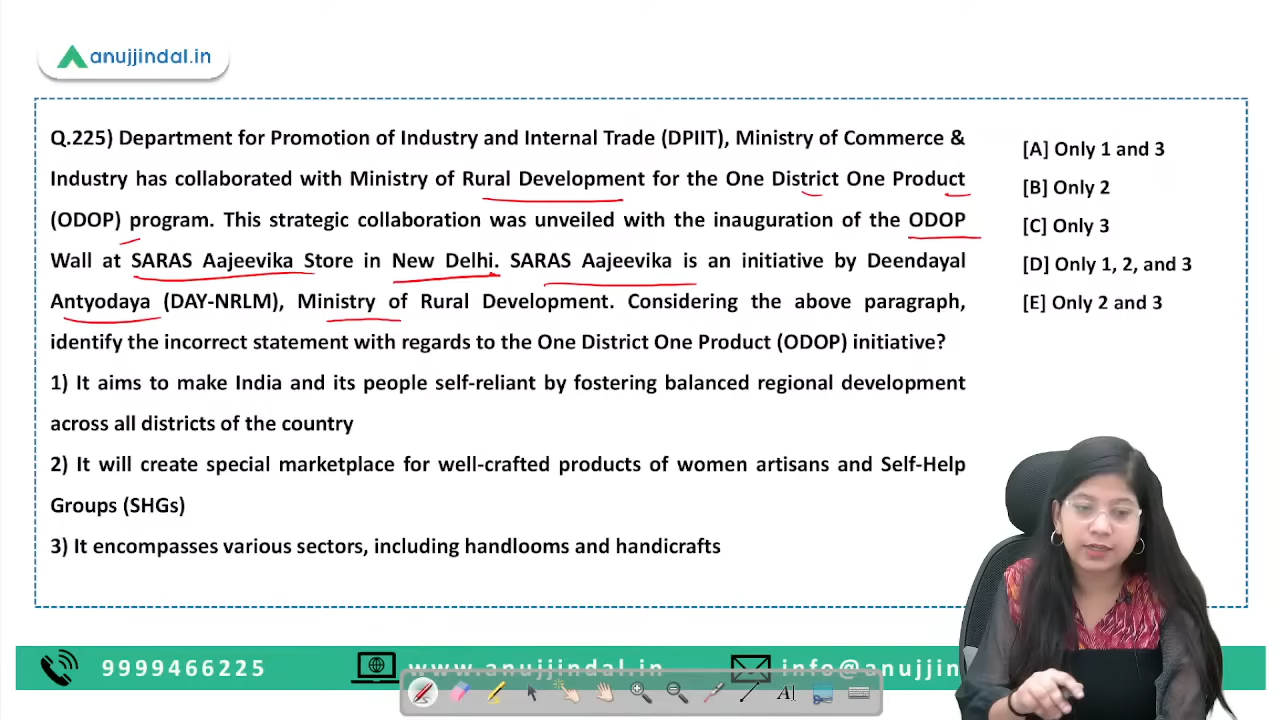 anujjindal.in
Q.225) Department for Promotion of Industry and Internal Trade (DPIIT), Ministry of Commerce &
Industry has collaborated with Ministry of Rural Development for the One District One Product
(ODOP) program. This strategic collaboration was unveiled with the inauguration of the ODOP
Wall at SARAS Aajeevika Store in New Delhi. SARAS Aajeevika is an initiative by Deendayal
Antyodaya (DAY-NRLM), Ministry of Rural Development. Considering the above paragraph,
identify the incorrect statement with regards to the One District One Product (ODOP) initiative?
1) It aims to make India and its people self-reliant by fostering balanced regional development
across all districts of the country
2) It will create special marketplace for well-crafted products of women artisans and Self-Help
Groups (SHGs)
3) It encompasses various sectors, including handlooms and handicrafts
[A] Only 1 and 3
[B] Only 2
[C] Only 3
[D] Only 1, 2, and 3
[E] Only 2 and 3
9999466225
www.anujjindal.in
info@anujjin